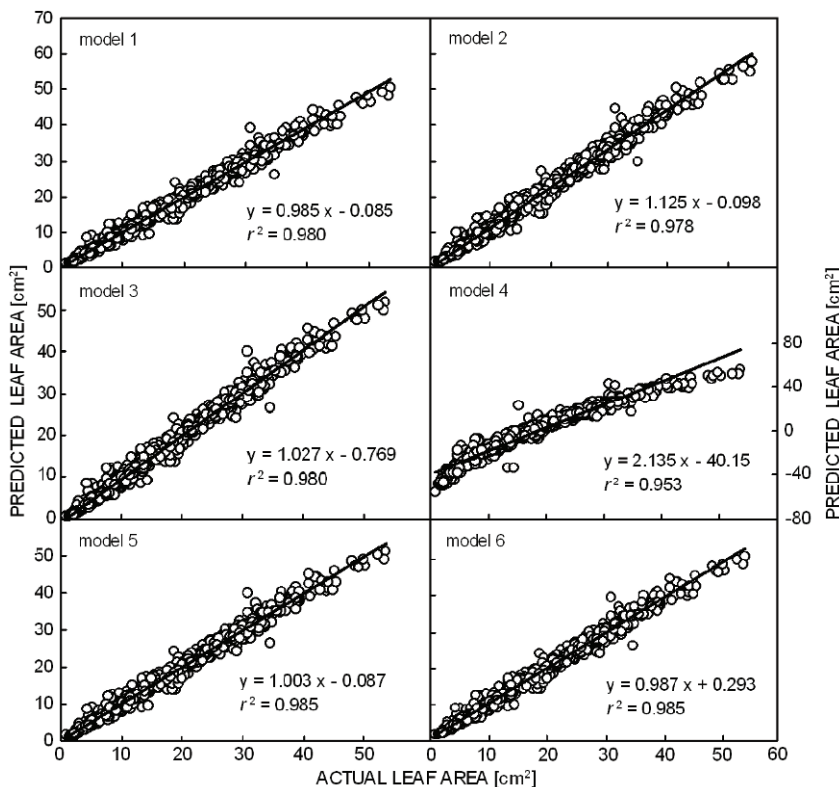 70
60
50
40
30
20
10
0
model 1
y = 0.985 x - 0.085
r² = 0.980
model 2
y = 1.125 x - 0.098
r² = 0.978
50
40
30
20
10
0
model 3
y = 1.027 x - 0.769
r² = 0.980
model 4
y = 2.135 x - 40.15
r² = 0.953
80
40
0
-40
-80
PREDICTED LEAF AREA [cm²]
PREDICTED LEAF AREA [cm²]
50
40
30
20
10
0
model 5
y = 1.003 x - 0.087
r² = 0.985
model 6
y = 0.987 x + 0.293
r² = 0.985
0 10 20 30 40 50 0 10 20 30 40 50 60
ACTUAL LEAF AREA [cm²]